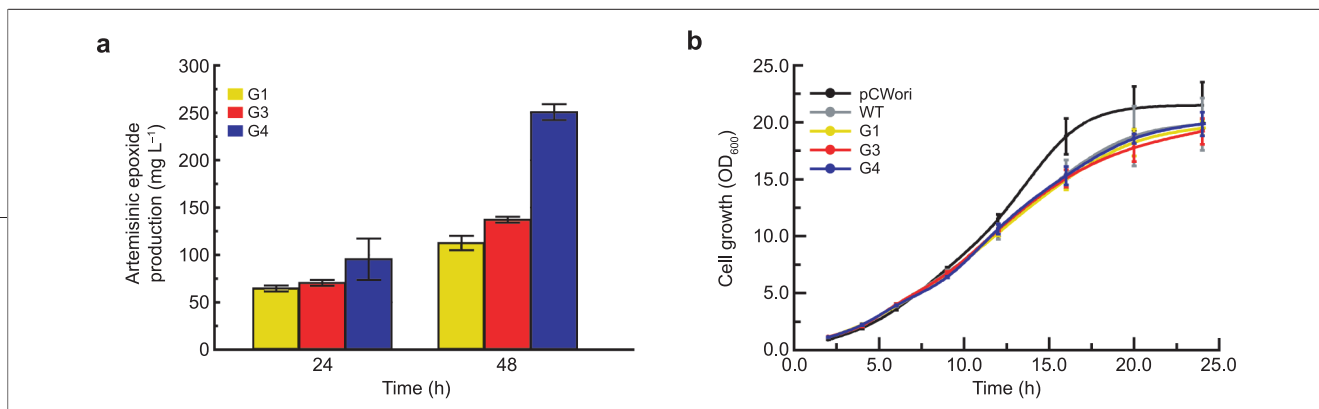 a
Artemisinic epoxide
production (mg L⁻¹)
300
250
200
150
100
50
0
G1
G3
G4
24
48
Time (h)
b
Cell growth (OD₆₀₀)
25.0
20.0
15.0
10.0
5.0
0.0
pCWori
WT
G1
G3
G4
0.0 5.0 10.0 15.0 20.0 25.0
Time (h)